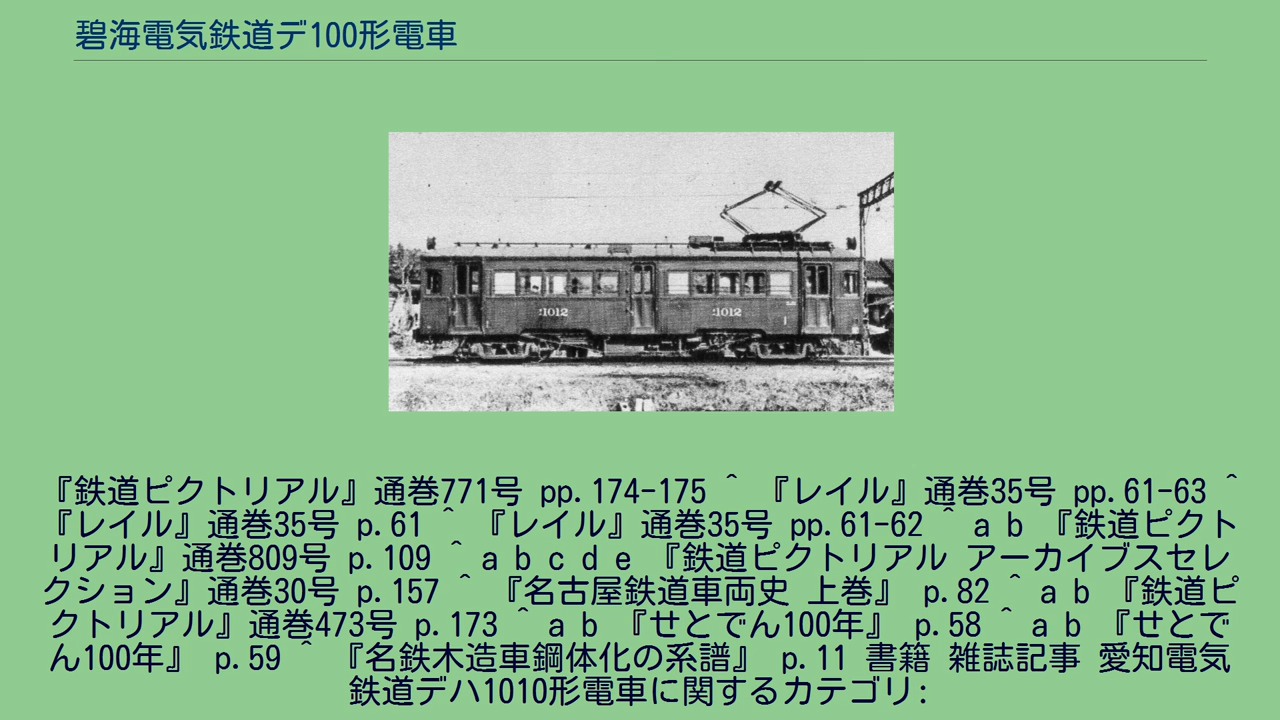 碧海電気鉄道デ100形電車
:1012
:1012
『鉄道ピクトリアル』通巻771号 pp.174-175 ^ 『レイル』通巻35号 pp.61-63 ^
『レイル』通巻35号 p.61 ^ 『レイル』通巻35号 pp.61-62 ^ a b 『鉄道ピクト
リアル』通巻809号 p.109 ^ a b c d e 『鉄道ピクトリアル アーカイブスセレ
クション』通巻30号 p.157 ^ 『名古屋鉄道車両史 上巻』 p.82 ^ a b 『鉄道ピ
クトリアル』通巻473号 p.173 ^ a b 『せとでん100年』 p.58 ^ a b 『せとで
ん100年』 p.59 ^ 『名鉄木造車鋼体化の系譜』 p.11 書籍 雑誌記事 愛知電気
鉄道デハ1010形電車に関するカテゴリ: